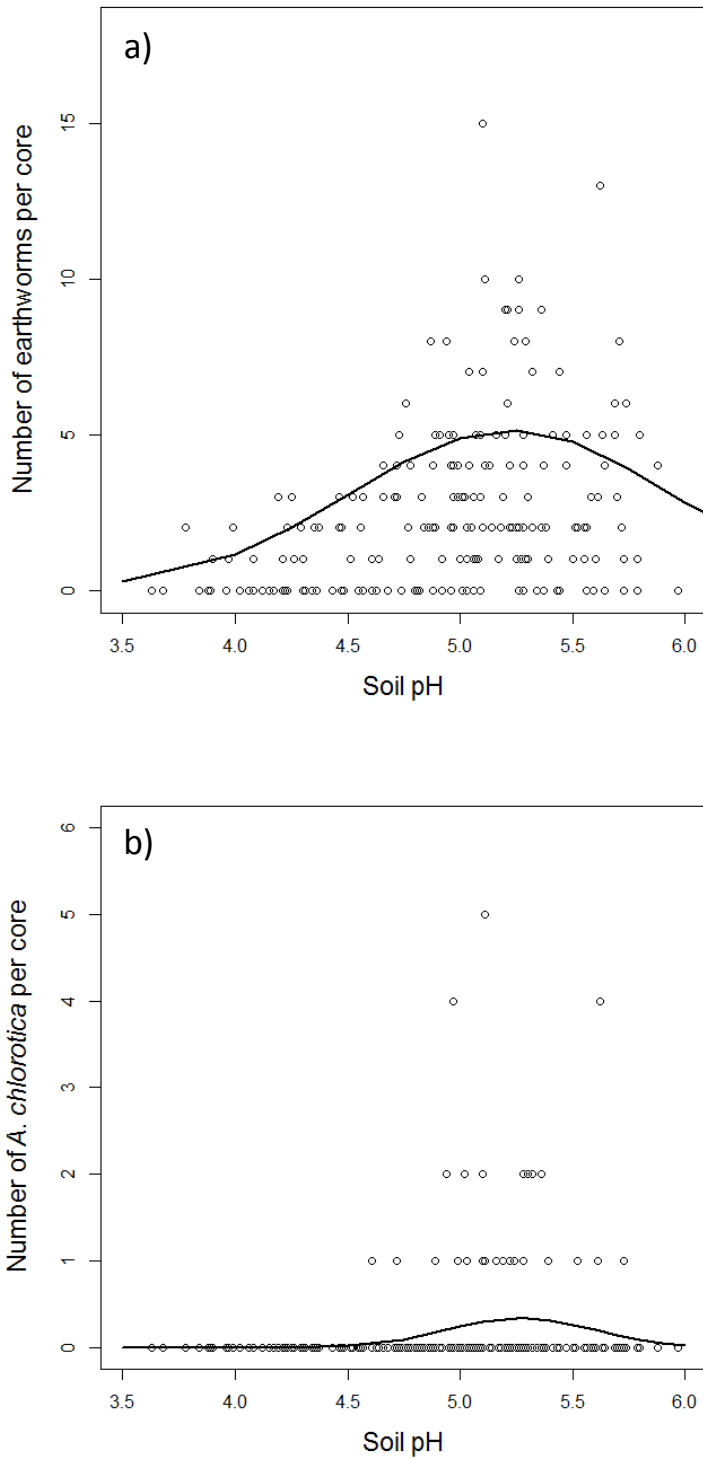 a)
Number of earthworms per core
15
10
5
0
3.5 4.0 4.5 5.0 5.5 6.0
Soil pH
b)
Number of A. chlorotica per core
6
5
4
3
2
1
0
3.5 4.0 4.5 5.0 5.5 6.0
Soil pH